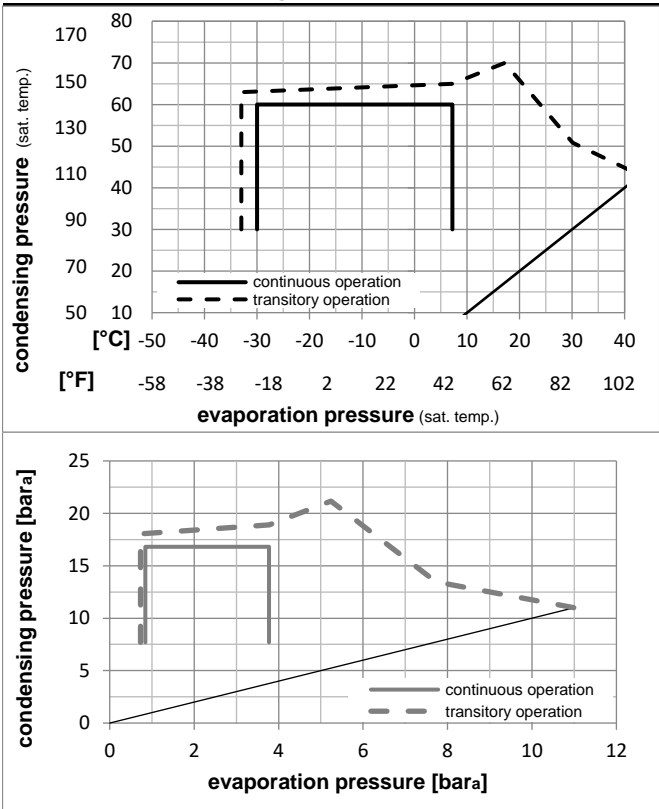 condensing pressure (sat. temp.)
170 80
70
150 60
130 50
110 40
90 30
70 20
50 10
continuous operation
transitory operation
[°C] -50 -40 -30 -20 -10 0 10 20 30 40
[°F] -58 -38 -18 2 22 42 62 82 102
evaporation pressure (sat. temp.)
condensing pressure [bara]
25
20
15
10
5
0
continuous operation
transitory operation
0 2 4 6 8 10 12
evaporation pressure [bara]